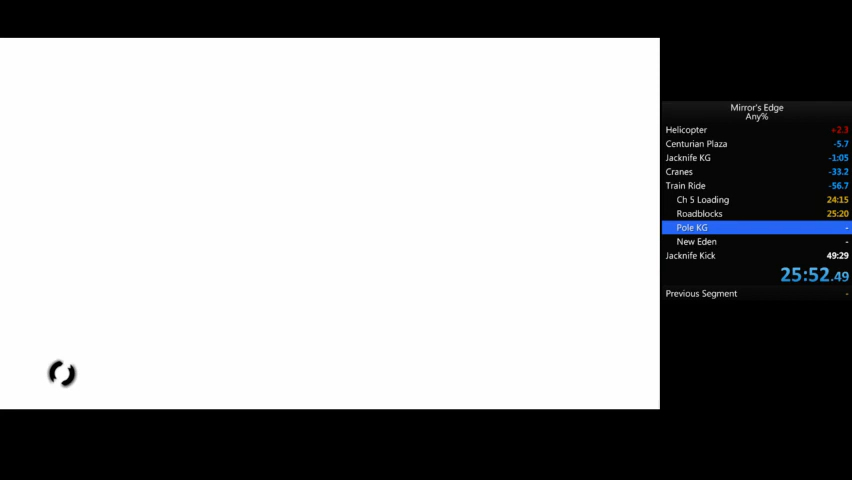 Mirror's Edge
Any%
Helicopter +2.3
Centurian Plaza -5.7
Jacknife KG -1:05
Cranes -33.2
Train Ride -56.7
Ch 5 Loading 24:15
Roadblocks 25:20
Pole KG -
New Eden -
Jacknife Kick 49:29
25:52.49
Previous Segment -